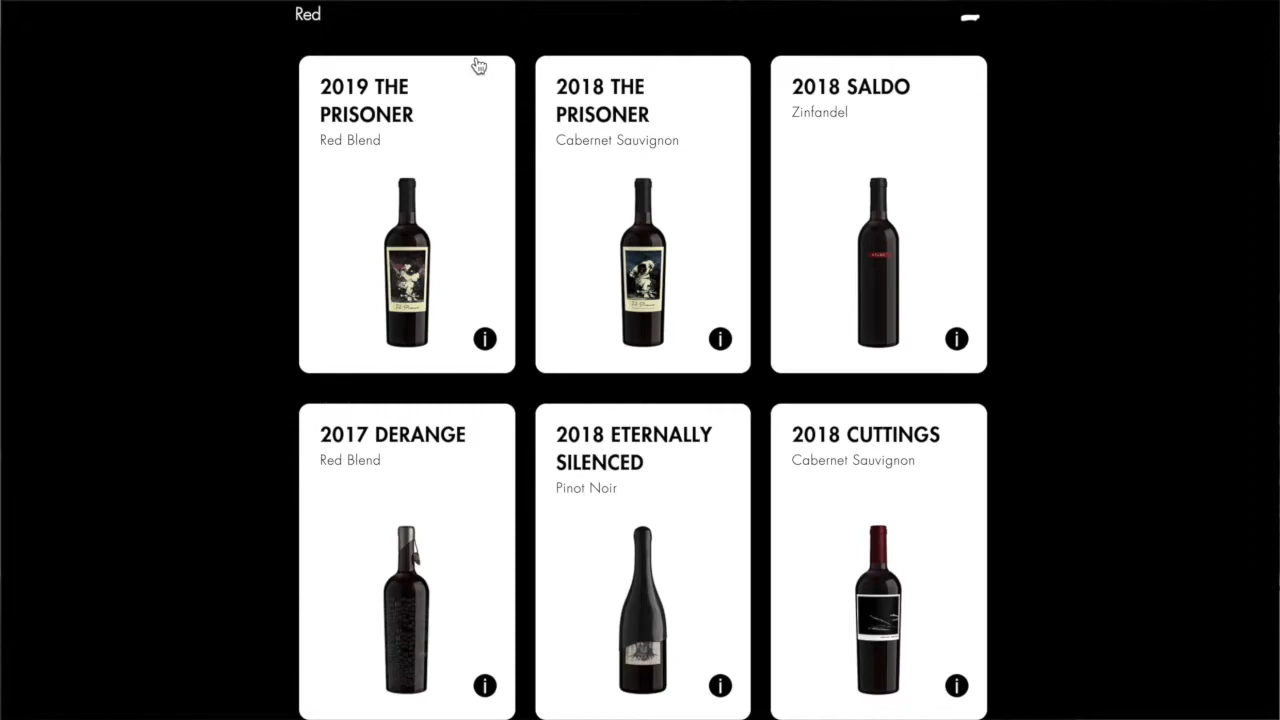 Red
2019 THE
PRISONER
Red Blend
2018 THE
PRISONER
Cabernet Sauvignon
2018 SALDO
Zinfandel
i
i
i
2017 DERANGE
Red Blend
2018 ETERNALLY
SILENCED
Pinot Noir
2018 CUTTINGS
Cabernet Sauvignon
i
i
i